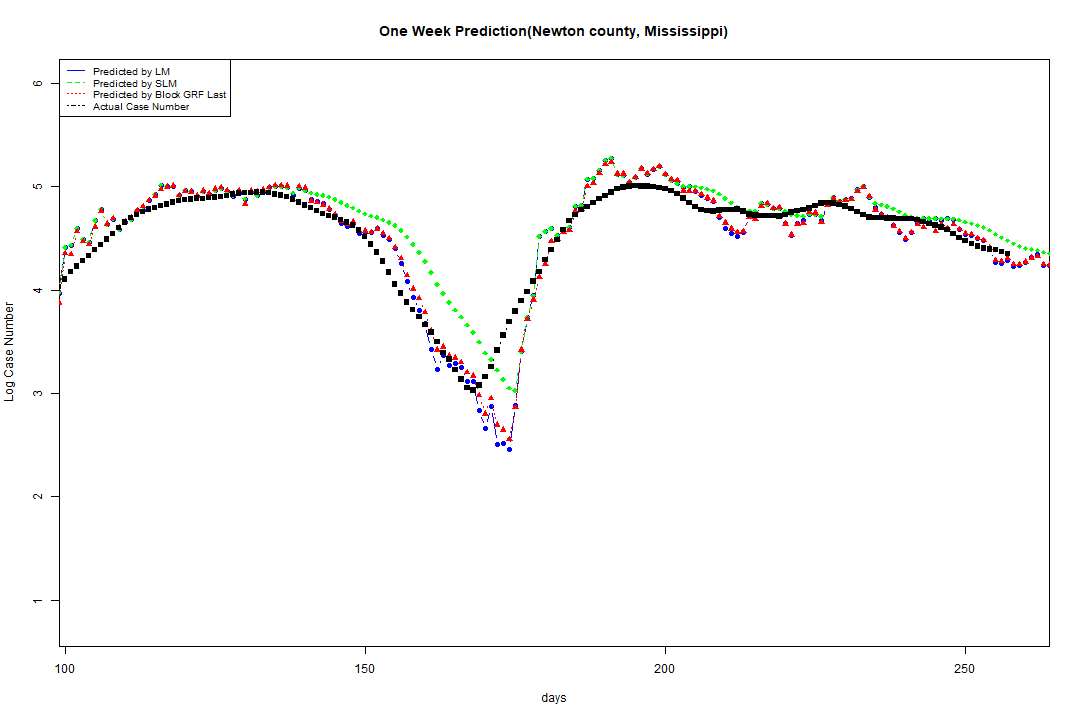 One Week Prediction(Newton county, Mississippi)
Predicted by LM
Predicted by SLM
Predicted by Block GRF Last
Actual Case Number
6
5
4
3
2
1
Log Case Number
100 150 200 250
days